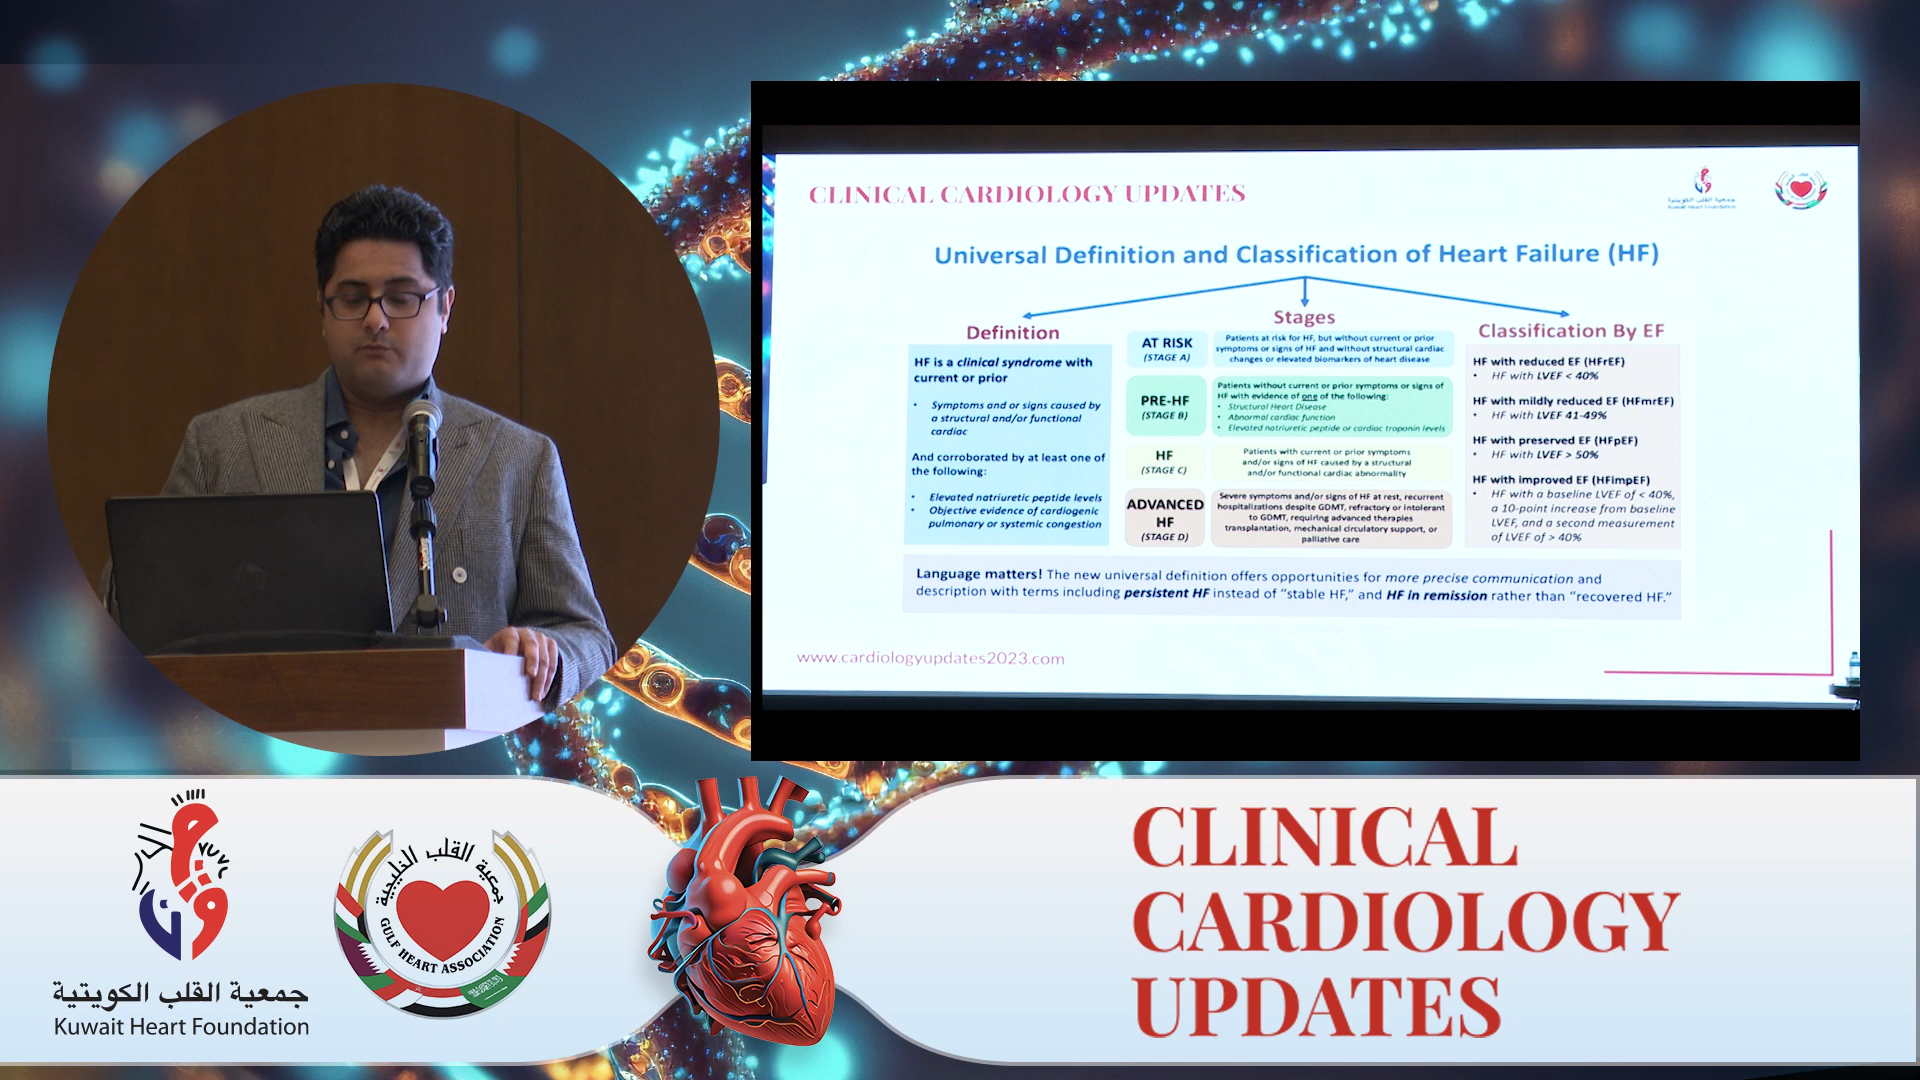 CLINICAL CARDIOLOGY UPDATES
جمعية القلب الكويتية
Kuwait Heart Foundation
Universal Definition and Classification of Heart Failure (HF)
Definition
HF is a clinical syndrome with
current or prior
• Symptoms and or signs caused by
a structural and/or functional
cardiac
And corroborated by at least one of
the following:
• Elevated natriuretic peptide levels
• Objective evidence of cardiogenic
pulmonary or systemic congestion
Stages
AT RISK
(STAGE A)
Patients at risk for HF, but without current or prior
symptoms or signs of HF and without structural cardiac
changes or elevated biomarkers of heart disease
PRE-HF
(STAGE B)
Patients without current or prior symptoms or signs of
HF with evidence of one of the following:
• Structural Heart Disease
• Abnormal cardiac function
• Elevated natriuretic peptide or cardiac troponin levels
HF
(STAGE C)
Patients with current or prior symptoms
and/or signs of HF caused by a structural
and/or functional cardiac abnormality
ADVANCED
HF
(STAGE D)
Severe symptoms and/or signs of HF at rest, recurrent
hospitalizations despite GDMT, refractory or intolerant
to GDMT, requiring advanced therapies
transplantation, mechanical circulatory support, or
palliative care
Classification By EF
HF with reduced EF (HFrEF)
• HF with LVEF < 40%
HF with mildly reduced EF (HFmrEF)
• HF with LVEF 41-49%
HF with preserved EF (HFpEF)
• HF with LVEF > 50%
HF with improved EF (HFimpEF)
• HF with a baseline LVEF of < 40%,
a 10-point increase from baseline
LVEF, and a second measurement
of LVEF of > 40%
Language matters! The new universal definition offers opportunities for more precise communication and
description with terms including persistent HF instead of “stable HF,” and HF in remission rather than “recovered HF.”
www.cardiologyupdates2023.com
hp
جمعية القلب الكويتية
Kuwait Heart Foundation
جمعية القلب الخليجية
GULF HEART ASSOCIATION
CLINICAL
CARDIOLOGY
UPDATES